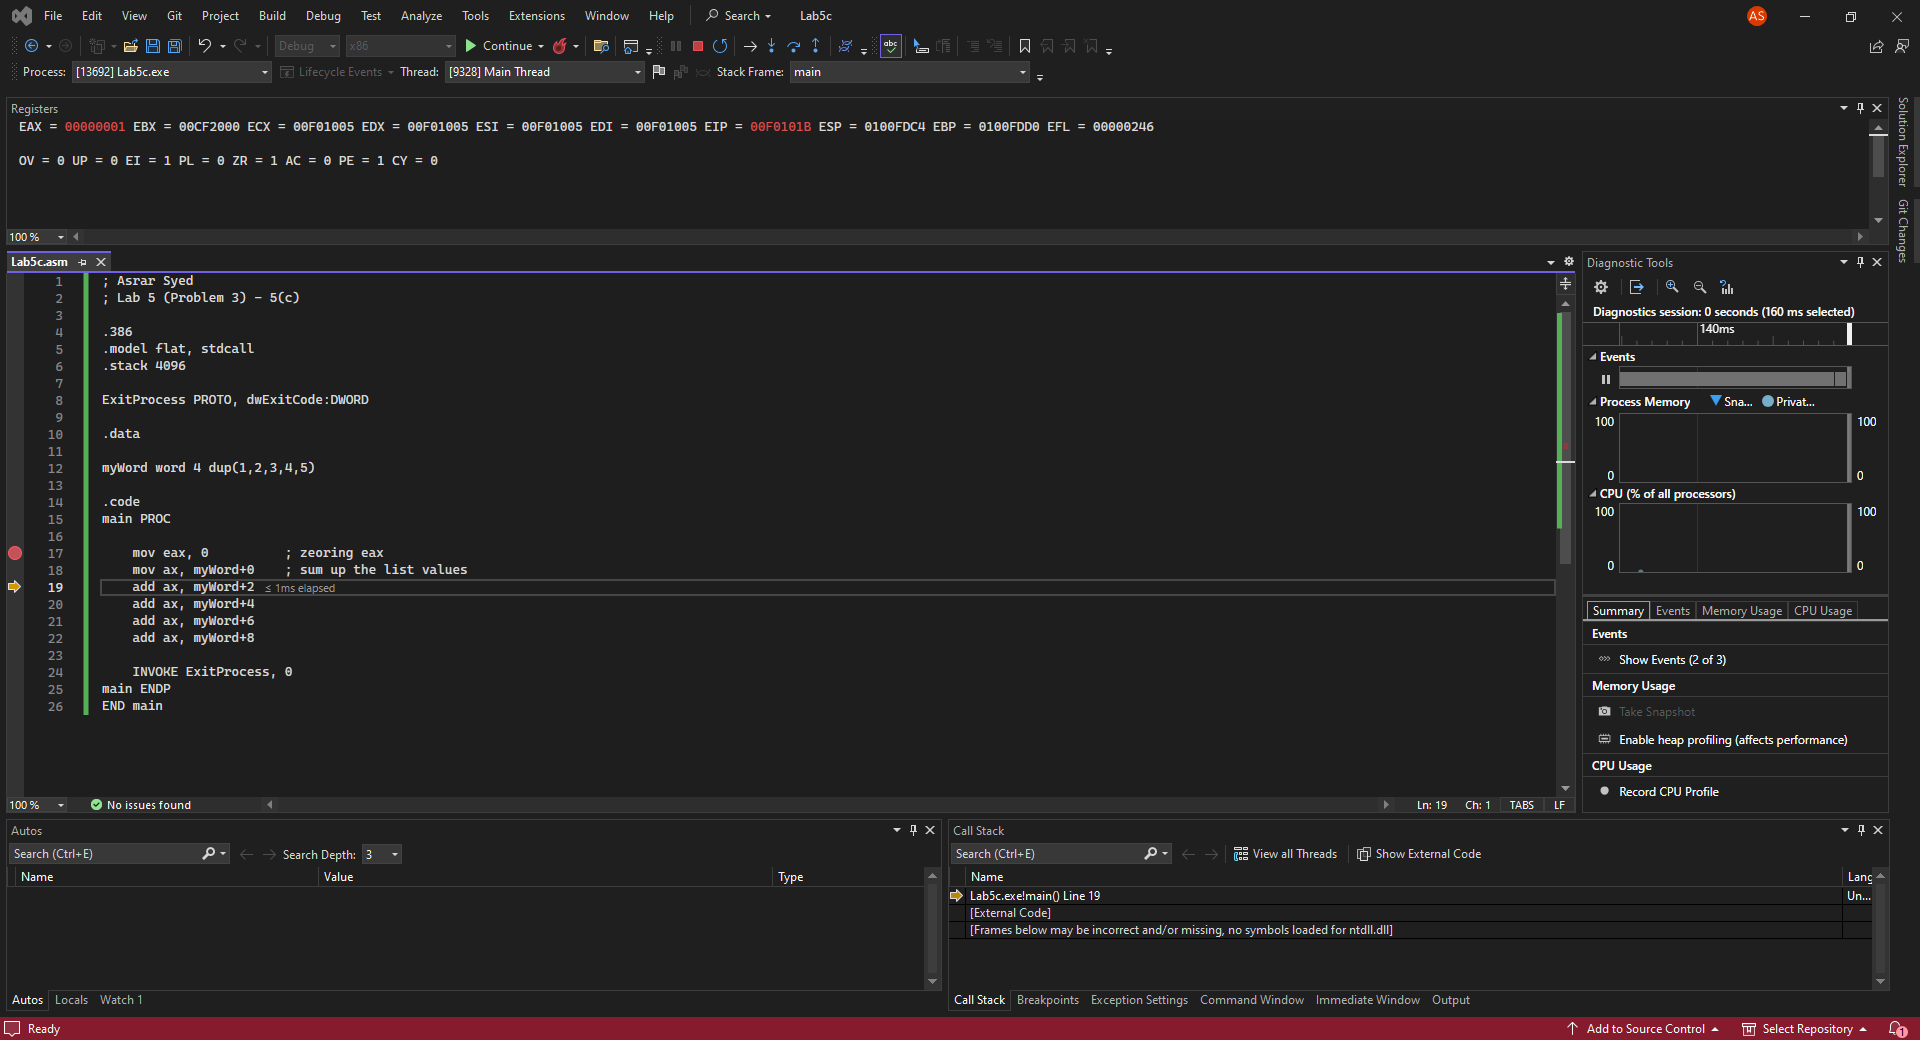 File Edit View Git Project Build Debug Test Analyze Tools Extensions Window Help Search Lab5c AS
Debug x86 Continue abc
Process: [13692] Lab5c.exe Lifecycle Events Thread: [9328] Main Thread Stack Frame: main
Registers
EAX = 00000001 EBX = 00CF2000 ECX = 00F01005 EDX = 00F01005 ESI = 00F01005 EDI = 00F01005 EIP = 00F0101B ESP = 0100FDC4 EBP = 0100FDD0 EFL = 00000246
OV = 0 UP = 0 EI = 1 PL = 0 ZR = 1 AC = 0 PE = 1 CY = 0
100 %
Solution Explorer
Git Changes
Lab5c.asm
1 ; Asrar Syed
2 ; Lab 5 (Problem 3) - 5(c)
3
4 .386
5 .model flat, stdcall
6 .stack 4096
7
8 ExitProcess PROTO, dwExitCode:DWORD
9
10 .data
11
12 myWord word 4 dup(1,2,3,4,5)
13
14 .code
15 main PROC
16
17 mov eax, 0 ; zeoring eax
18 mov ax, myWord+0 ; sum up the list values
19 add ax, myWord+2 ≤ 1ms elapsed
20 add ax, myWord+4
21 add ax, myWord+6
22 add ax, myWord+8
23
24 INVOKE ExitProcess, 0
25 main ENDP
26 END main
100 % No issues found Ln: 19 Ch: 1 TABS LF
Diagnostic Tools
Diagnostics session: 0 seconds (160 ms selected)
140ms
Events
Process Memory Sna... Privat...
100 100
0 0
CPU (% of all processors)
100 100
0 0
Summary Events Memory Usage CPU Usage
Events
Show Events (2 of 3)
Memory Usage
Take Snapshot
Enable heap profiling (affects performance)
CPU Usage
Record CPU Profile
Autos
Search (Ctrl+E) Search Depth: 3
Name Value Type
Autos Locals Watch 1
Call Stack
Search (Ctrl+E) View all Threads Show External Code
Name Lang
Lab5c.exe!main() Line 19 Un...
[External Code]
[Frames below may be incorrect and/or missing, no symbols loaded for ntdll.dll]
Call Stack Breakpoints Exception Settings Command Window Immediate Window Output
Ready Add to Source Control Select Repository 1